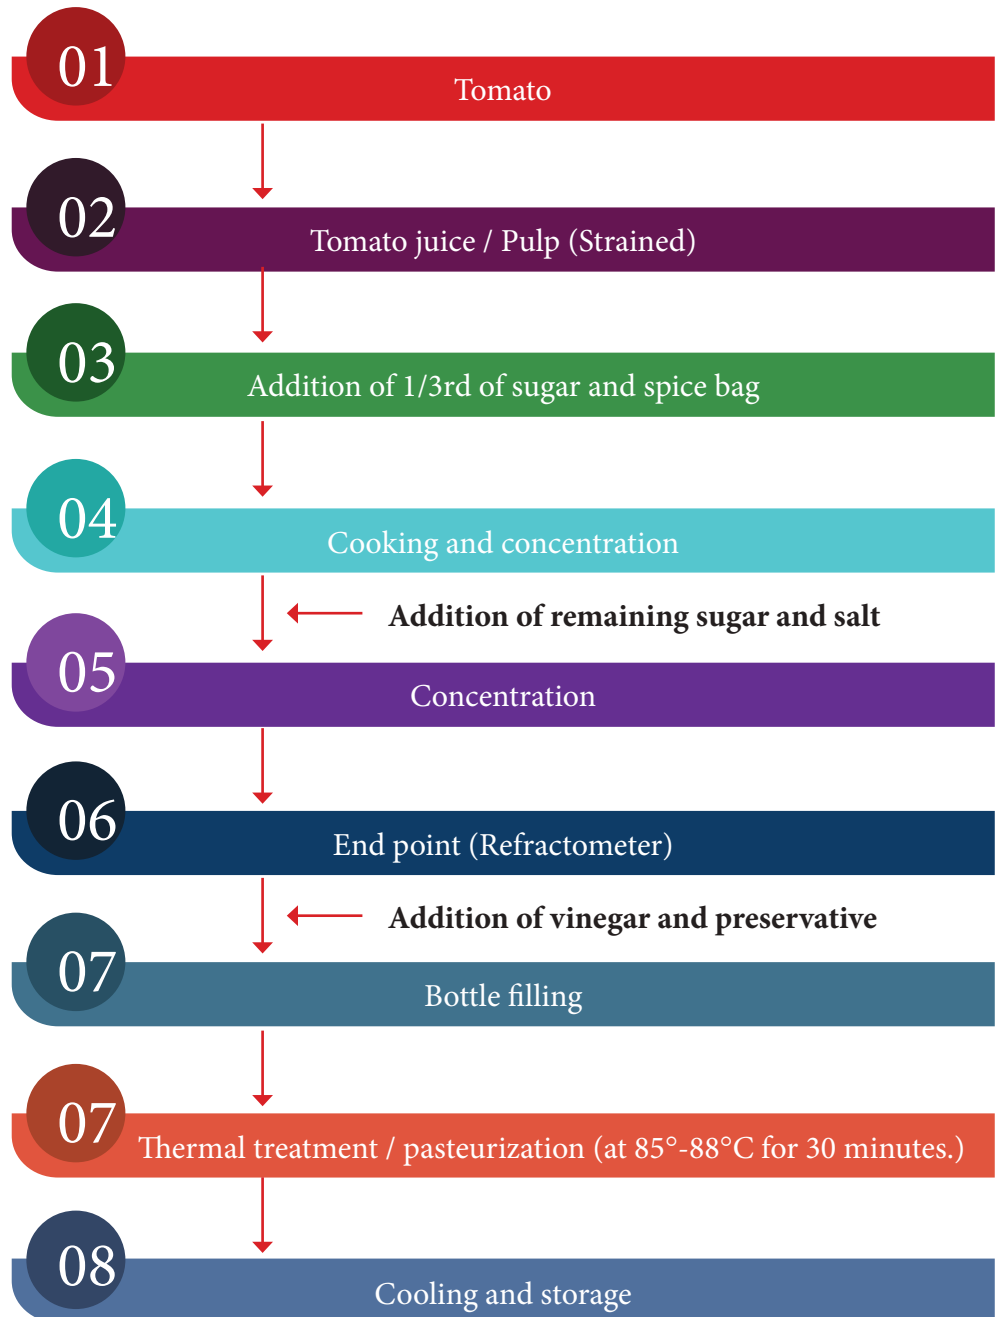 01
Tomato
02
Tomato juice / Pulp (Strained)
03
Addition of 1/3rd of sugar and spice bag
04
Cooking and concentration
Addition of remaining sugar and salt
05
Concentration
06
End point (Refractometer)
Addition of vinegar and preservative
07
Bottle filling
07
Thermal treatment / pasteurization (at 85°-88°C for 30 minutes.)
08
Cooling and storage